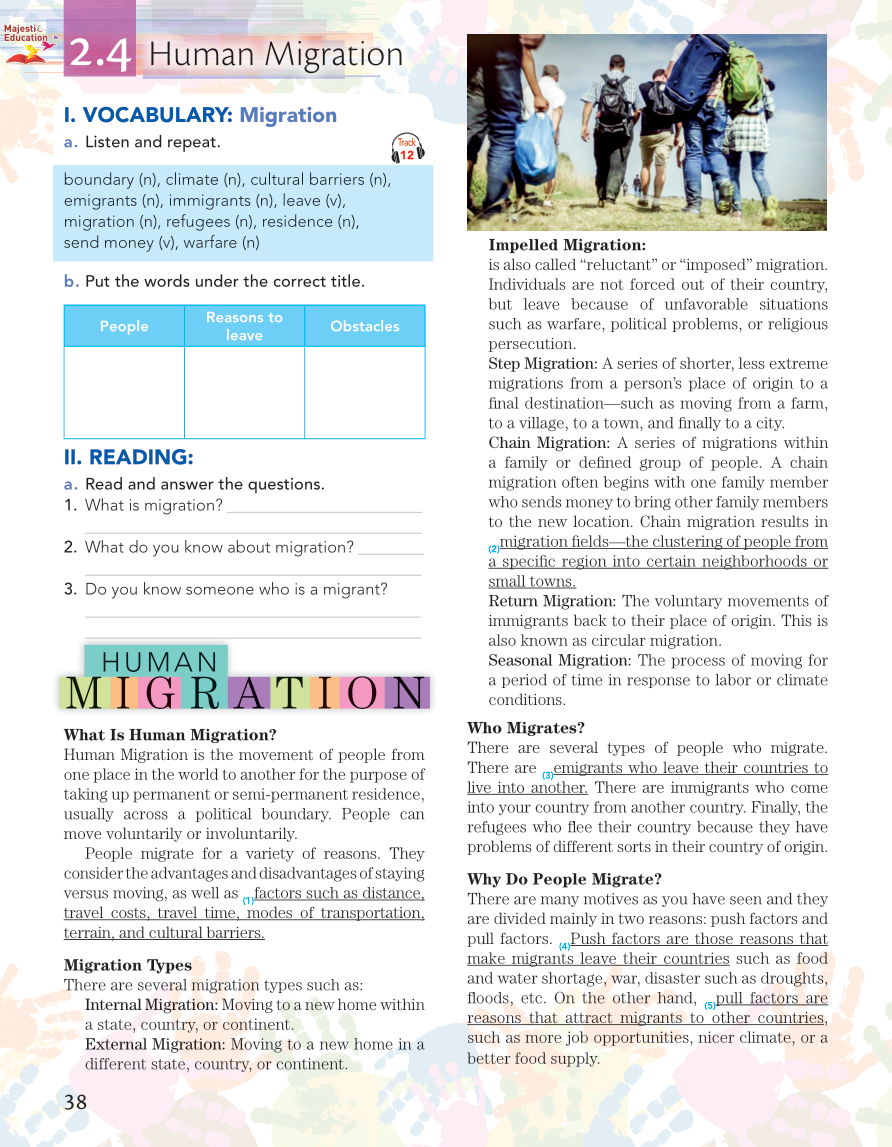 Majestic
Education
2.4 Human Migration
I. VOCABULARY: Migration
a. Listen and repeat.
Track
12
boundary (n), climate (n), cultural barriers (n),
emigrants (n), immigrants (n), leave (v),
migration (n), refugees (n), residence (n),
send money (v), warfare (n)
b. Put the words under the correct title.
People
Reasons to
leave
Obstacles
II. READING:
a. Read and answer the questions.
1. What is migration?
2. What do you know about migration?
3. Do you know someone who is a migrant?
HUMAN
MIGRATION
What Is Human Migration?
Human Migration is the movement of people from
one place in the world to another for the purpose of
taking up permanent or semi-permanent residence,
usually across a political boundary. People can
move voluntarily or involuntarily.
People migrate for a variety of reasons. They
consider the advantages and disadvantages of staying
versus moving, as well as (1)factors such as distance,
travel costs, travel time, modes of transportation,
terrain, and cultural barriers.
Migration Types
There are several migration types such as:
Internal Migration: Moving to a new home within
a state, country, or continent.
External Migration: Moving to a new home in a
different state, country, or continent.
38
Impelled Migration:
is also called “reluctant” or “imposed” migration.
Individuals are not forced out of their country,
but leave because of unfavorable situations
such as warfare, political problems, or religious
persecution.
Step Migration: A series of shorter, less extreme
migrations from a person’s place of origin to a
final destination—such as moving from a farm,
to a village, to a town, and finally to a city.
Chain Migration: A series of migrations within
a family or defined group of people. A chain
migration often begins with one family member
who sends money to bring other family members
to the new location. Chain migration results in
(2)migration fields—the clustering of people from
a specific region into certain neighborhoods or
small towns.
Return Migration: The voluntary movements of
immigrants back to their place of origin. This is
also known as circular migration.
Seasonal Migration: The process of moving for
a period of time in response to labor or climate
conditions.
Who Migrates?
There are several types of people who migrate.
There are (3)emigrants who leave their countries to
live into another. There are immigrants who come
into your country from another country. Finally, the
refugees who flee their country because they have
problems of different sorts in their country of origin.
Why Do People Migrate?
There are many motives as you have seen and they
are divided mainly in two reasons: push factors and
pull factors. (4)Push factors are those reasons that
make migrants leave their countries such as food
and water shortage, war, disaster such as droughts,
floods, etc. On the other hand, (5)pull factors are
reasons that attract migrants to other countries,
such as more job opportunities, nicer climate, or a
better food supply.